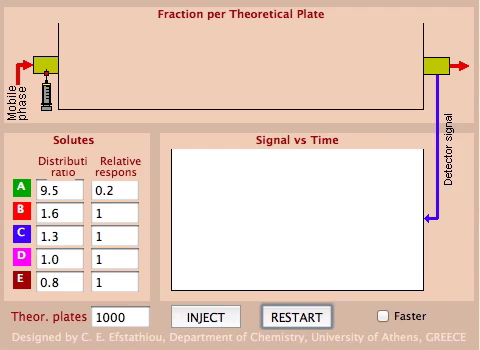 Fraction per Theoretical Plate
Mobile
phase
Detector signal
Solutes
Signal vs Time
Distributi Relative
ratio respons
A 9.5 0.2
B 1.6 1
C 1.3 1
D 1.0 1
E 0.8 1
Theor. plates 1000 INJECT RESTART Faster
Designed by C. E. Efstathiou, Department of Chemistry, University of Athens, GREECE